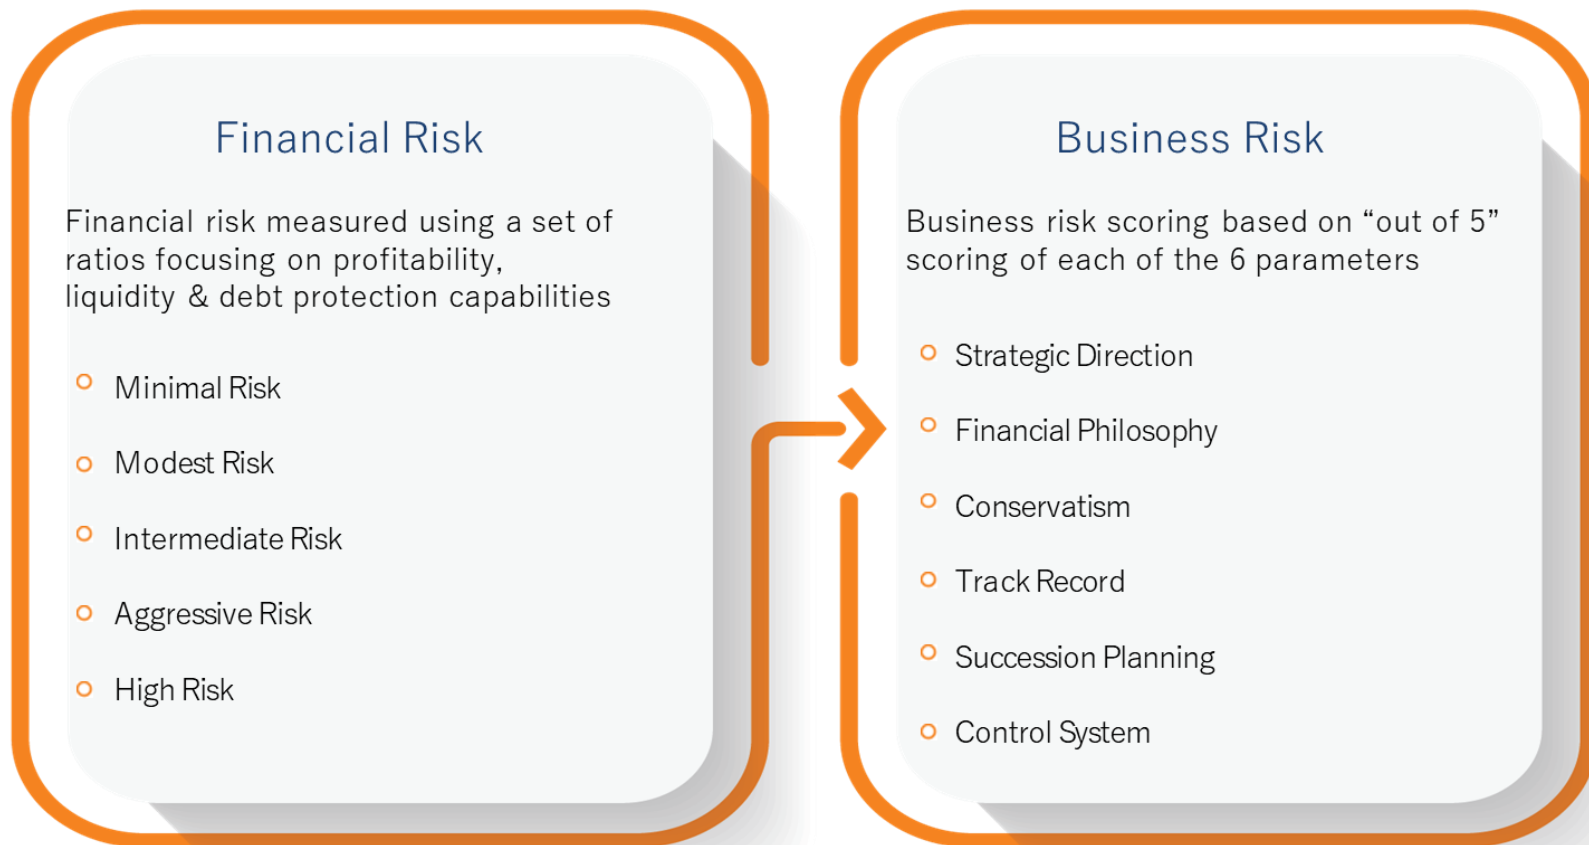 Financial Risk
Financial risk measured using a set of
ratios focusing on profitability,
liquidity & debt protection capabilities
Minimal Risk
Modest Risk
Intermediate Risk
Aggressive Risk
High Risk
Business Risk
Business risk scoring based on “out of 5”
scoring of each of the 6 parameters
Strategic Direction
Financial Philosophy
Conservatism
Track Record
Succession Planning
Control System